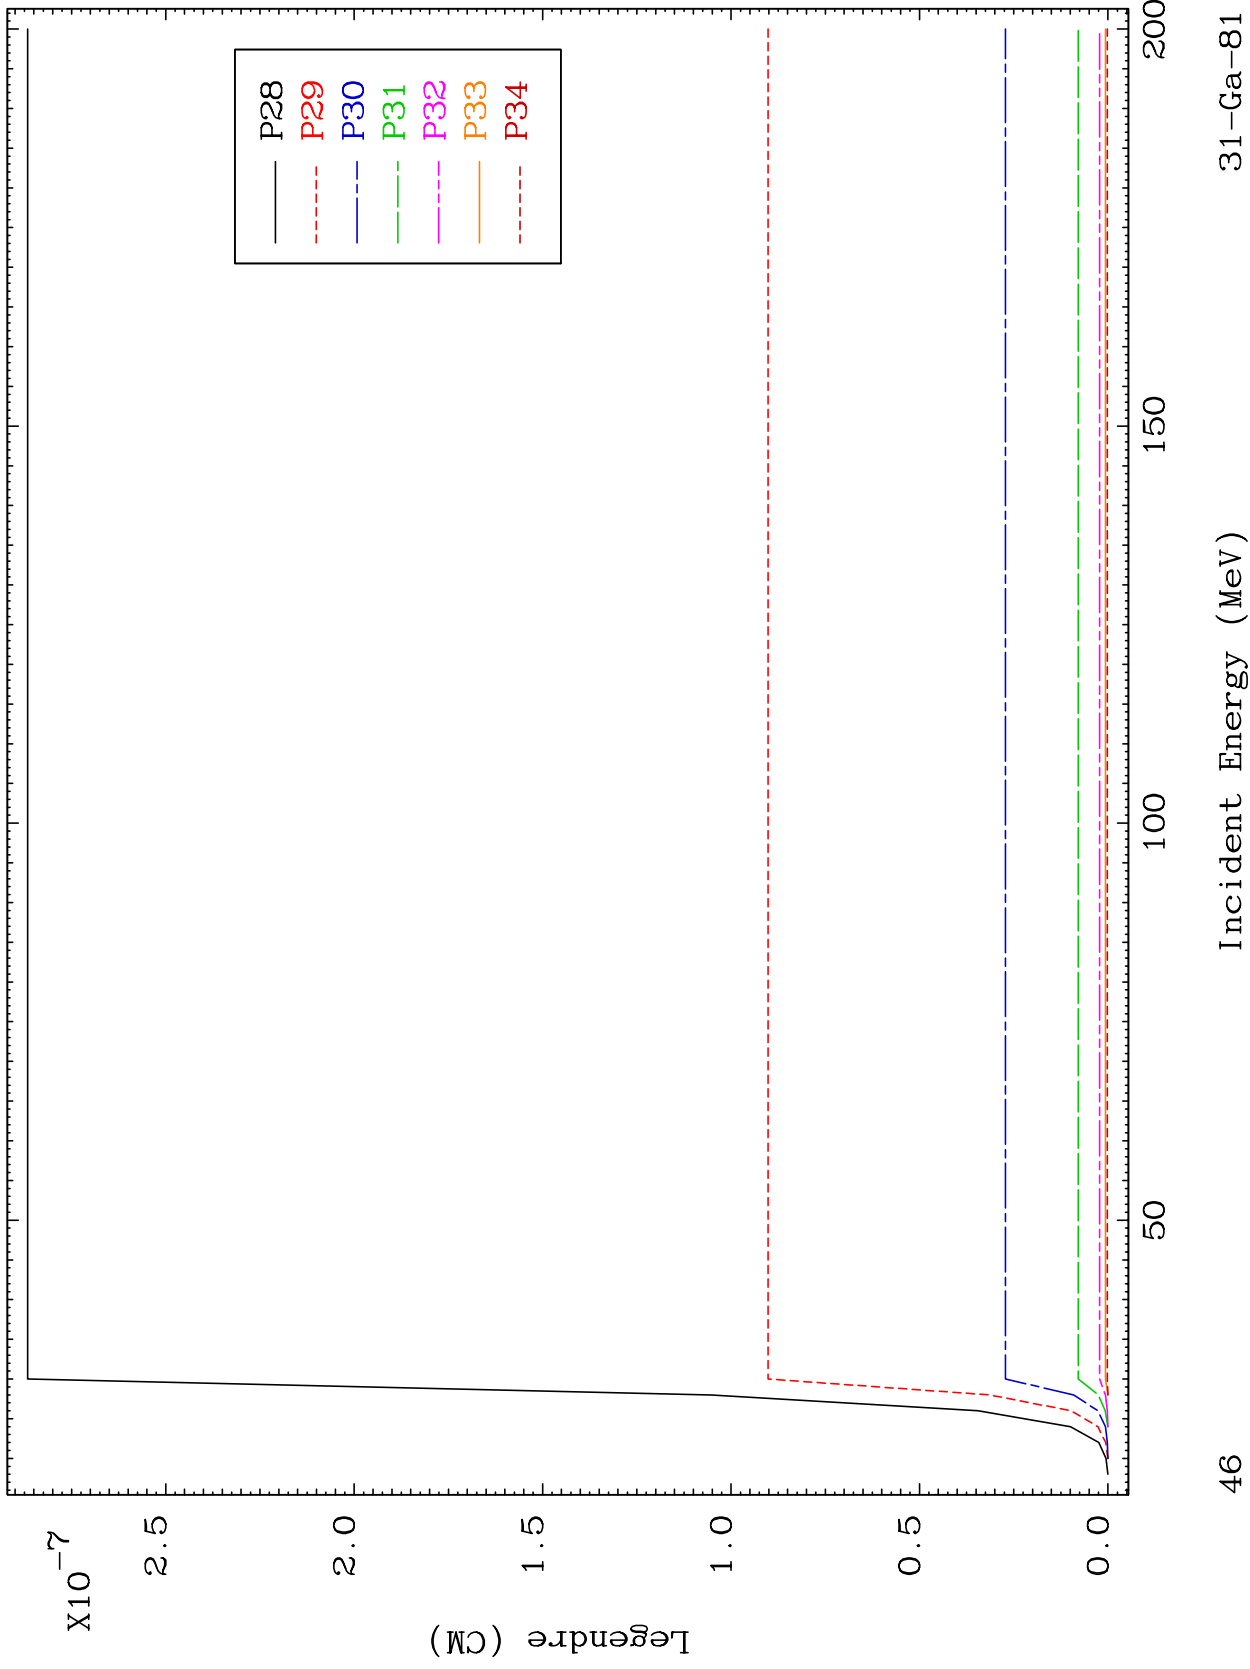 X10-7
2.5
2.0
1.5
1.0
0.5
0.0
Legendre (CM)
P28
P29
P30
P31
P32
P33
P34
50
100
150
200
Incident Energy (MeV)
46
31-Ga-81